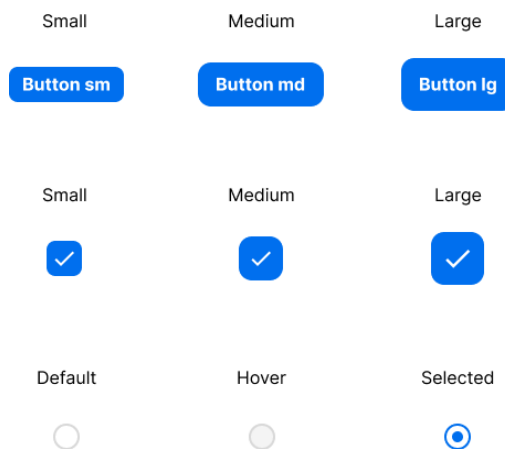 Small Medium Large
Button sm Button md Button lg
Small Medium Large
Default Hover Selected